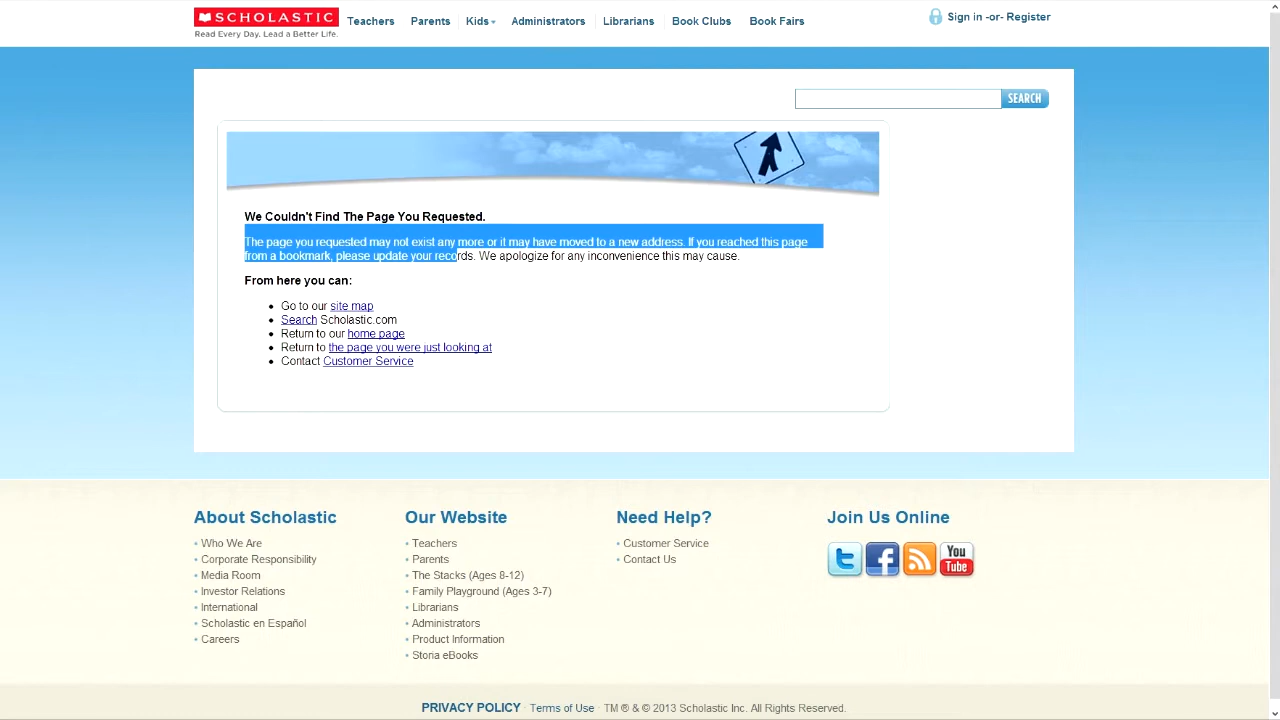 SCHOLASTIC
Read Every Day. Lead a Better Life.
Teachers Parents Kids Administrators Librarians Book Clubs Book Fairs
Sign in -or- Register
SEARCH
We Couldn't Find The Page You Requested.
The page you requested may not exist any more or it may have moved to a new address. If you reached this page
from a bookmark, please update your records. We apologize for any inconvenience this may cause.
From here you can:
Go to our site map
Search Scholastic.com
Return to our home page
Return to the page you were just looking at
Contact Customer Service
About Scholastic
Who We Are
Corporate Responsibility
Media Room
Investor Relations
International
Scholastic en Español
Careers
Our Website
Teachers
Parents
The Stacks (Ages 8-12)
Family Playground (Ages 3-7)
Librarians
Administrators
Product Information
Storia eBooks
Need Help?
Customer Service
Contact Us
Join Us Online
You
Tube
PRIVACY POLICY · Terms of Use · TM ® & © 2013 Scholastic Inc. All Rights Reserved.